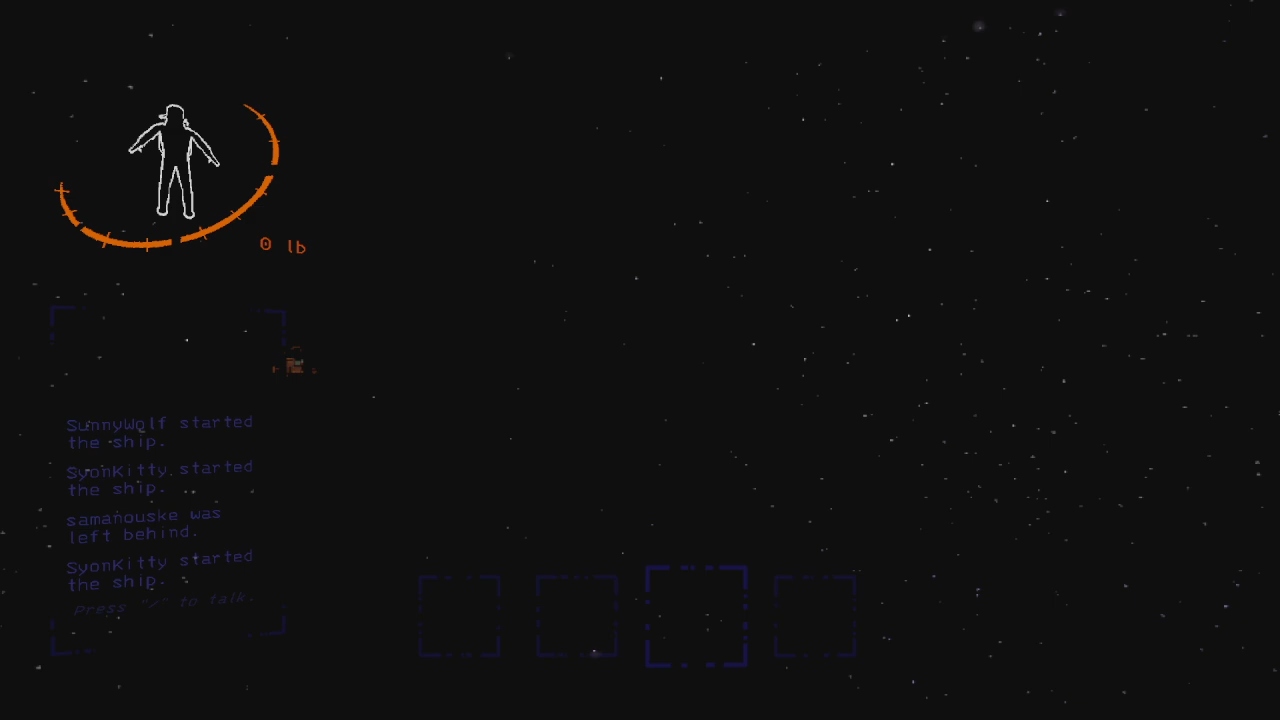 0 lb
SunnyWolf started
the ship.
SyonKitty started
the ship.
samanouske was
left behind.
SyonKitty started
the ship.
Press "/" to talk.